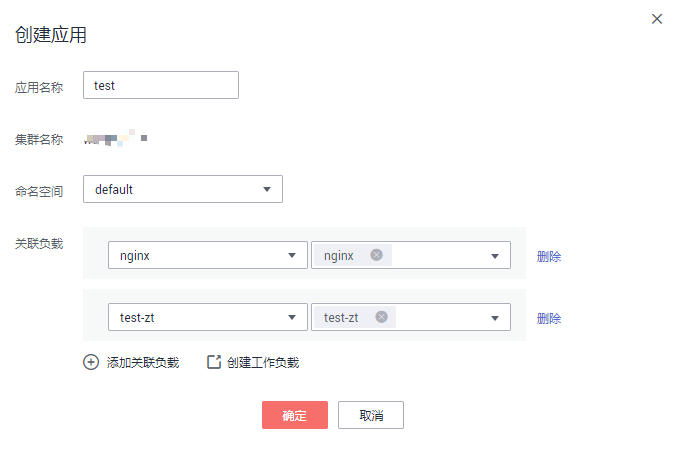 创建应用
应用名称 test
集群名称
命名空间 default
关联负载 nginx nginx 删除
test-zt test-zt 删除
添加关联负载 创建工作负载
确定 取消